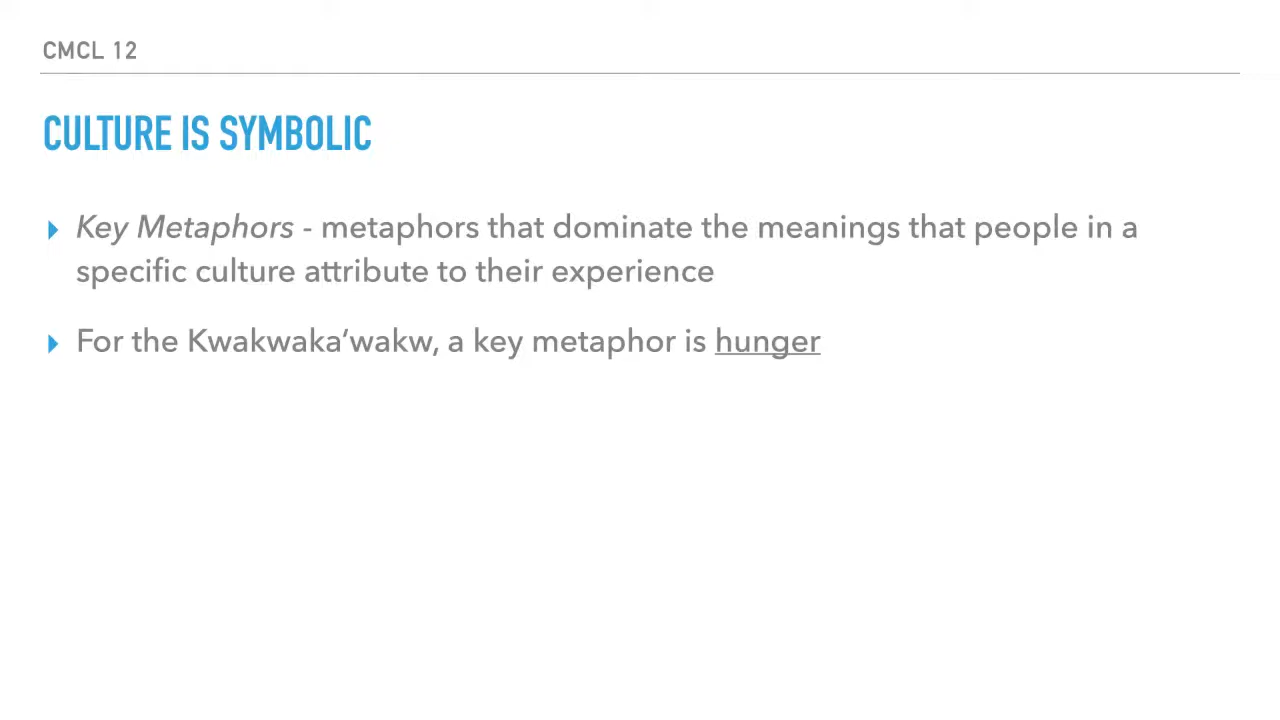 CMCL 12
CULTURE IS SYMBOLIC
▸ Key Metaphors - metaphors that dominate the meanings that people in a
specific culture attribute to their experience
▸ For the Kwakwaka’wakw, a key metaphor is hunger